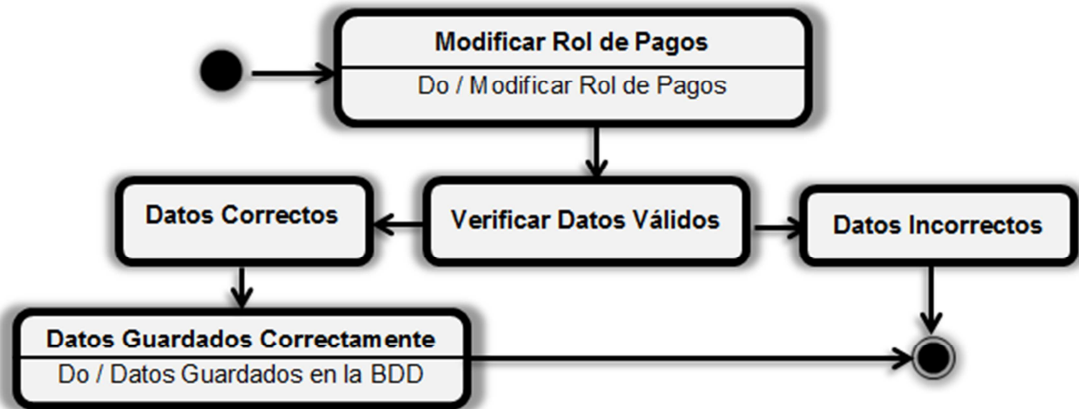 Modificar Rol de Pagos
Do / Modificar Rol de Pagos
Datos Correctos
Verificar Datos Válidos
Datos Incorrectos
Datos Guardados Correctamente
Do / Datos Guardados en la BDD